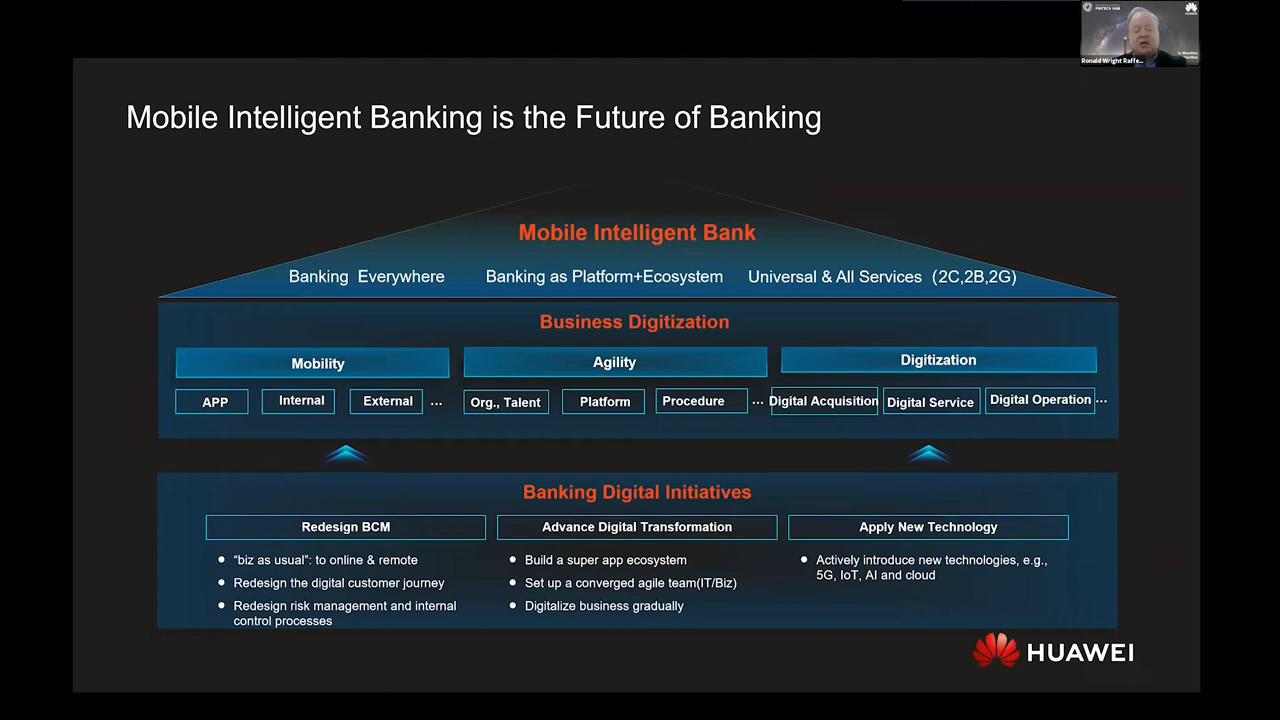 FINTECH HUB
HUAWEI
Ronald Wright Raffe...
Mobile Intelligent Banking is the Future of Banking
Mobile Intelligent Bank
Banking Everywhere Banking as Platform+Ecosystem Universal & All Services (2C,2B,2G)
Business Digitization
Mobility Agility Digitization
APP Internal External ... Org., Talent Platform Procedure ... Digital Acquisition Digital Service Digital Operation ...
Banking Digital Initiatives
Redesign BCM Advance Digital Transformation Apply New Technology
• “biz as usual”: to online & remote
• Redesign the digital customer journey
• Redesign risk management and internal
control processes
• Build a super app ecosystem
• Set up a converged agile team(IT/Biz)
• Digitalize business gradually
• Actively introduce new technologies, e.g.,
5G, IoT, AI and cloud
HUAWEI